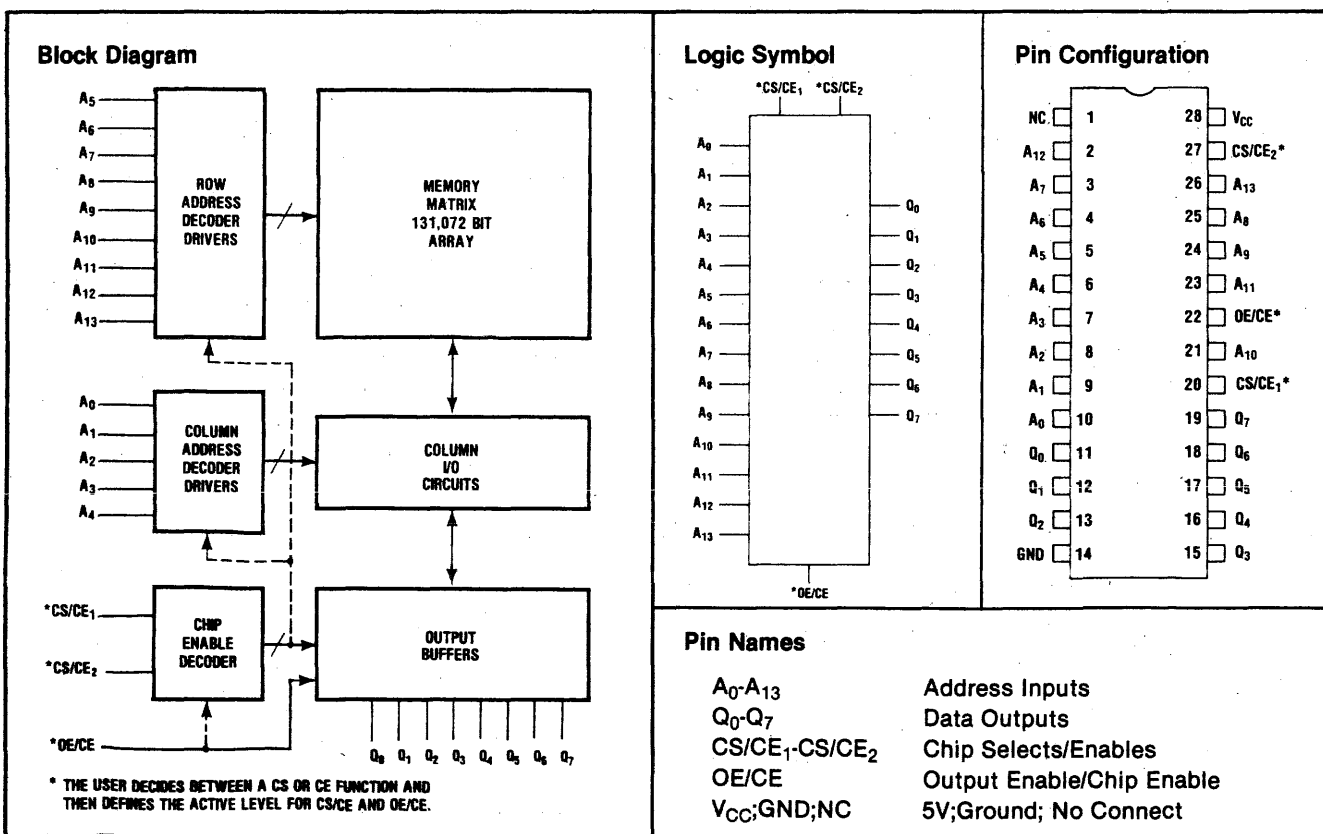 Block Diagram
A5
A6
A7
A8
A9
A10
A11
A12
A13
ROW
ADDRESS
DECODER
DRIVERS
MEMORY
MATRIX
131,072 BIT
ARRAY
A0
A1
A2
A3
A4
COLUMN
ADDRESS
DECODER
DRIVERS
COLUMN
I/O
CIRCUITS
*CS/CE1
*CS/CE2
CHIP
ENABLE
DECODER
OUTPUT
BUFFERS
*OE/CE
Q0 Q1 Q2 Q3 Q4 Q5 Q6 Q7
* THE USER DECIDES BETWEEN A CS OR CE FUNCTION AND
THEN DEFINES THE ACTIVE LEVEL FOR CS/CE AND OE/CE.
Logic Symbol
*CS/CE1 *CS/CE2
A0
A1
A2
A3
A4
A5
A6
A7
A8
A9
A10
A11
A12
A13
Q0
Q1
Q2
Q3
Q4
Q5
Q6
Q7
*OE/CE
Pin Configuration
NC 1 28 VCC
A12 2 27 CS/CE2*
A7 3 26 A13
A6 4 25 A8
A5 5 24 A9
A4 6 23 A11
A3 7 22 OE/CE*
A2 8 21 A10
A1 9 20 CS/CE1*
A0 10 19 Q7
Q0 11 18 Q6
Q1 12 17 Q5
Q2 13 16 Q4
GND 14 15 Q3
Pin Names
A0-A13 Address Inputs
Q0-Q7 Data Outputs
CS/CE1-CS/CE2 Chip Selects/Enables
OE/CE Output Enable/Chip Enable
VCC;GND;NC 5V;Ground; No Connect